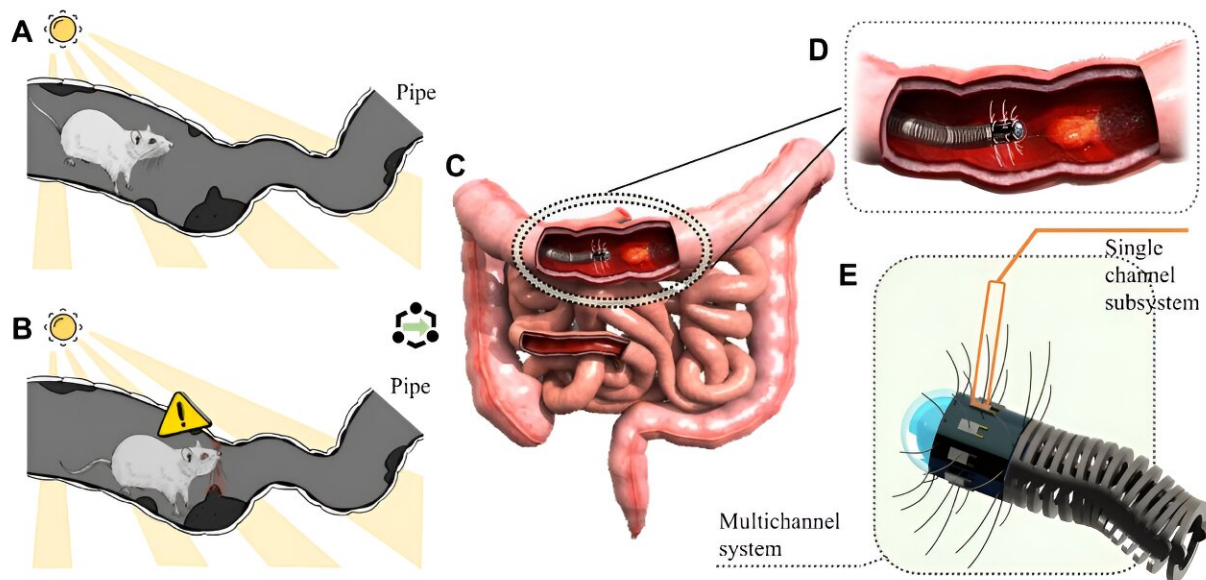 A
Pipe
B
Pipe
C
D
E
Single
channel
subsystem
Multichannel
system